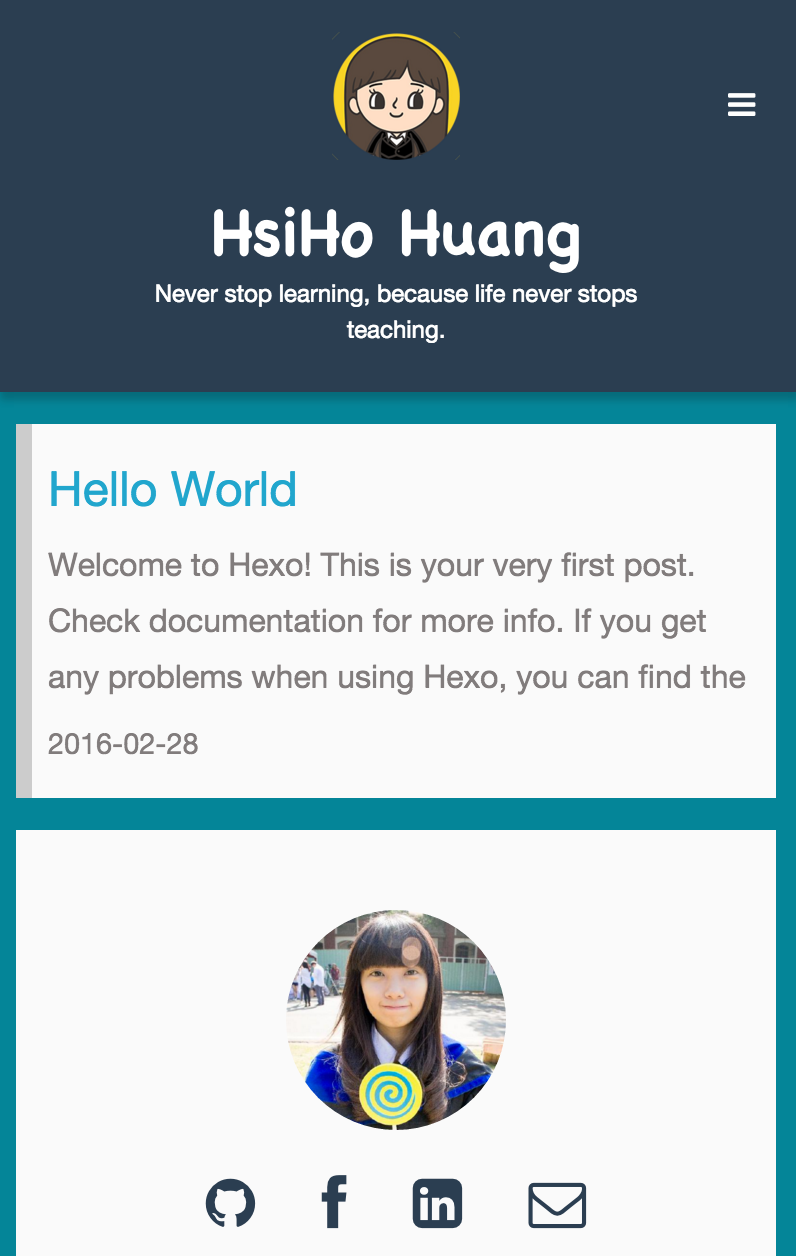 HsiHo Huang
Never stop learning, because life never stops
teaching.
Hello World
Welcome to Hexo! This is your very first post.
Check documentation for more info. If you get
any problems when using Hexo, you can find the
2016-02-28